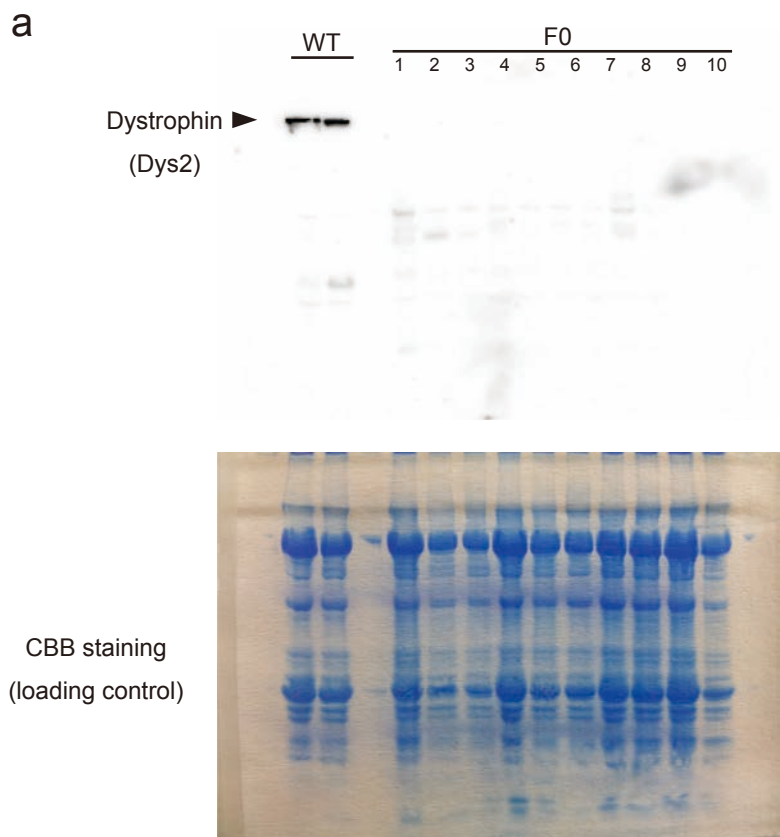 a
WT
F0
1 2 3 4 5 6 7 8 9 10
Dystrophin
(Dys2)
CBB staining
(loading control)